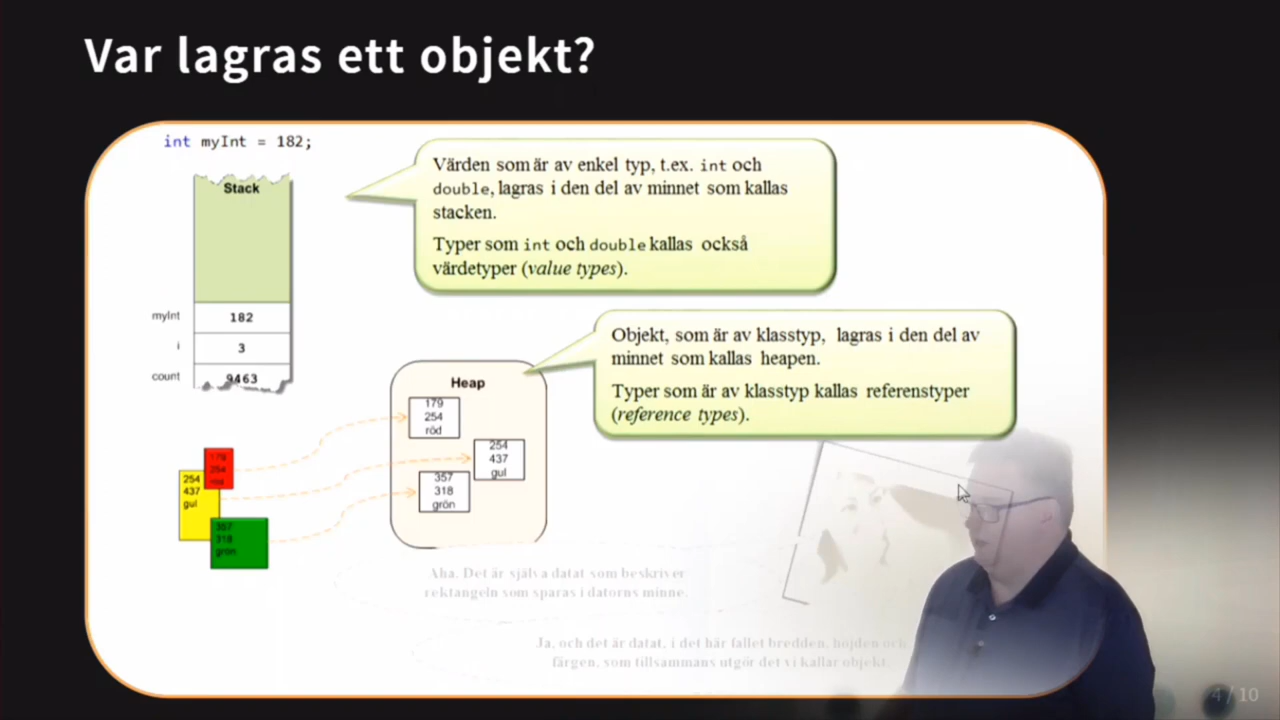 Var lagras ett objekt?
int myInt = 182;
Stack
myInt 182
i 3
count 9463
Värden som är av enkel typ, t.ex. int och
double, lagras i den del av minnet som kallas
stacken.
Typer som int och double kallas också
värdetyper (value types).
Objekt, som är av klasstyp, lagras i den del av
minnet som kallas heapen.
Typer som är av klasstyp kallas referenstyper
(reference types).
Heap
179
254
röd
254
437
gul
357
318
grön
179
254
röd
254
437
gul
357
318
grön
Aha. Det är själva datat som beskriver
rektangeln som sparas i datorns minne.
Ja, och det är datat, i det här fallet bredden, höjden och
färgen, som tillsammans utgör det vi kallar objekt.
4 / 10